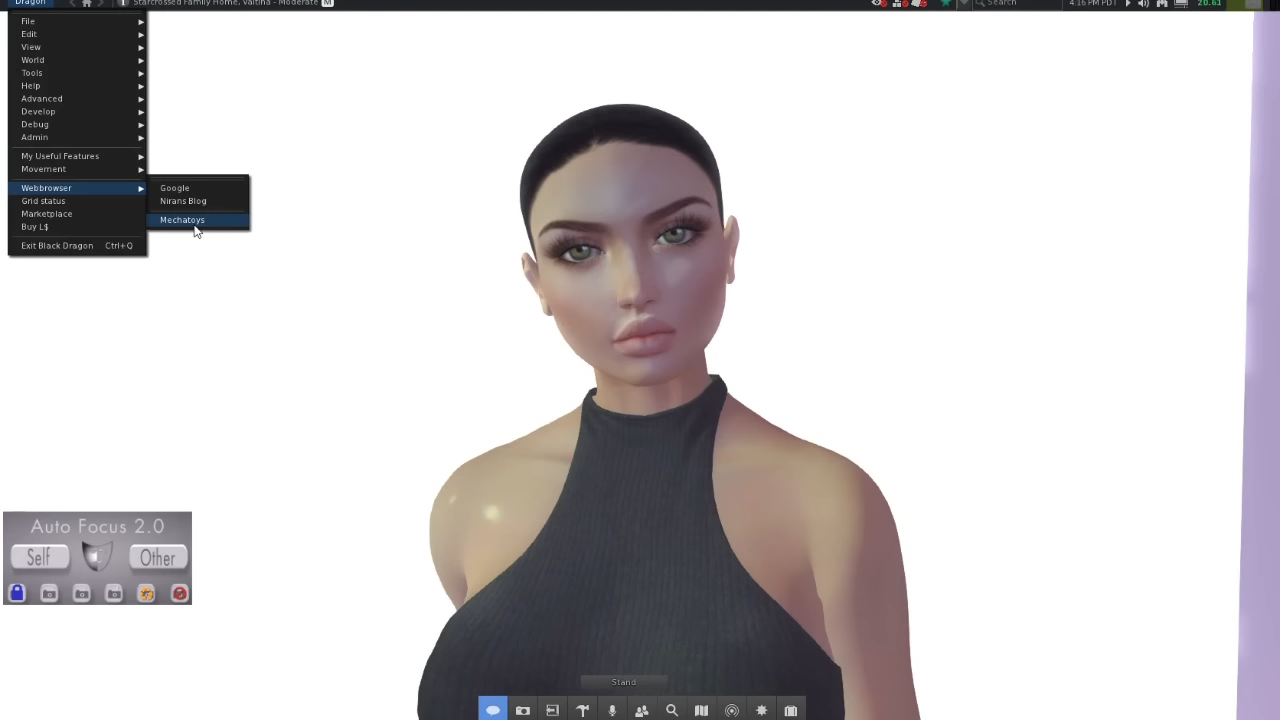 Dragon
Starcrossed Family Home, Valtina - Moderate M
Search
4:16 PM PDT
20.61
File
Edit
View
World
Tools
Help
Advanced
Develop
Debug
Admin
My Useful Features
Movement
Webbrowser
Grid status
Marketplace
Buy L$
Exit Black Dragon Ctrl+Q
Google
Nirans Blog
Mechatoys
Auto Focus 2.0
Self
Other
Stand